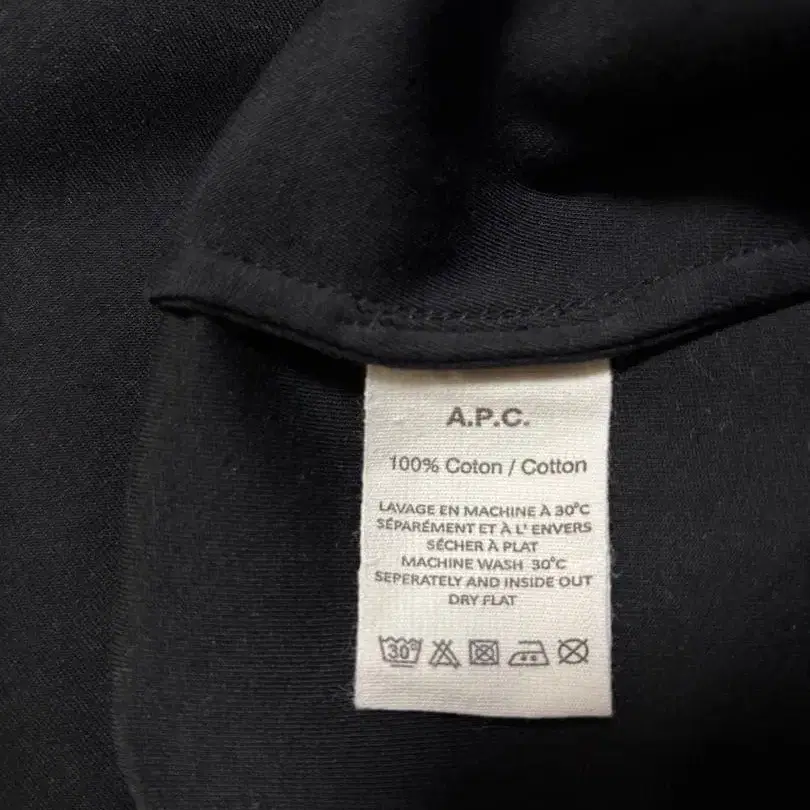 A.P.C.
100% Coton / Cotton
LAVAGE EN MACHINE À 30°C
SÉPARÉMENT ET À L' ENVERS
SÉCHER À PLAT
MACHINE WASH 30°C
SEPERATELY AND INSIDE OUT
DRY FLAT
30°